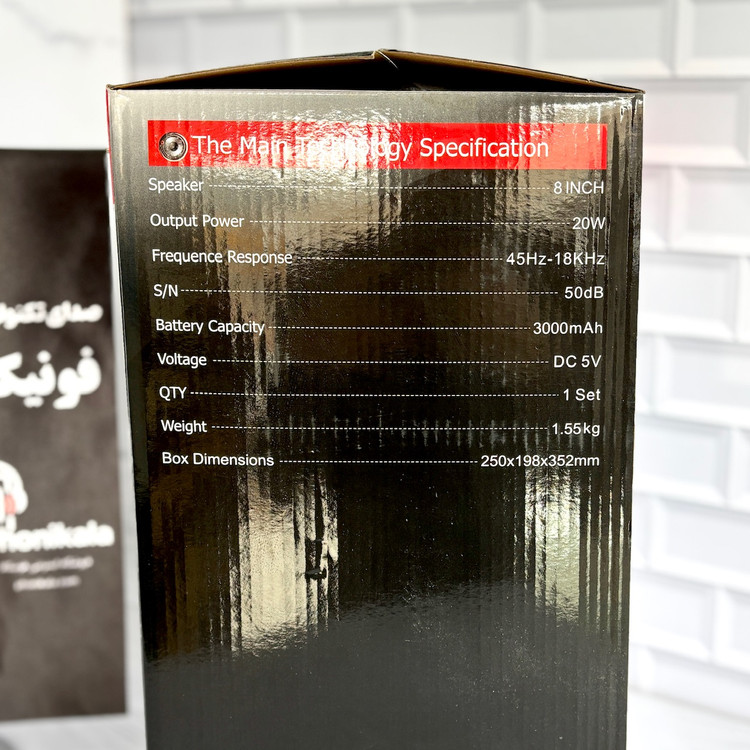 The Main Technology Specification
Speaker 8 INCH
Output Power 20W
Frequence Response 45Hz-18KHz
S/N 50dB
Battery Capacity 3000mAh
Voltage DC 5V
QTY 1 Set
Weight 1.55kg
Box Dimensions 250x198x352mm
صدای